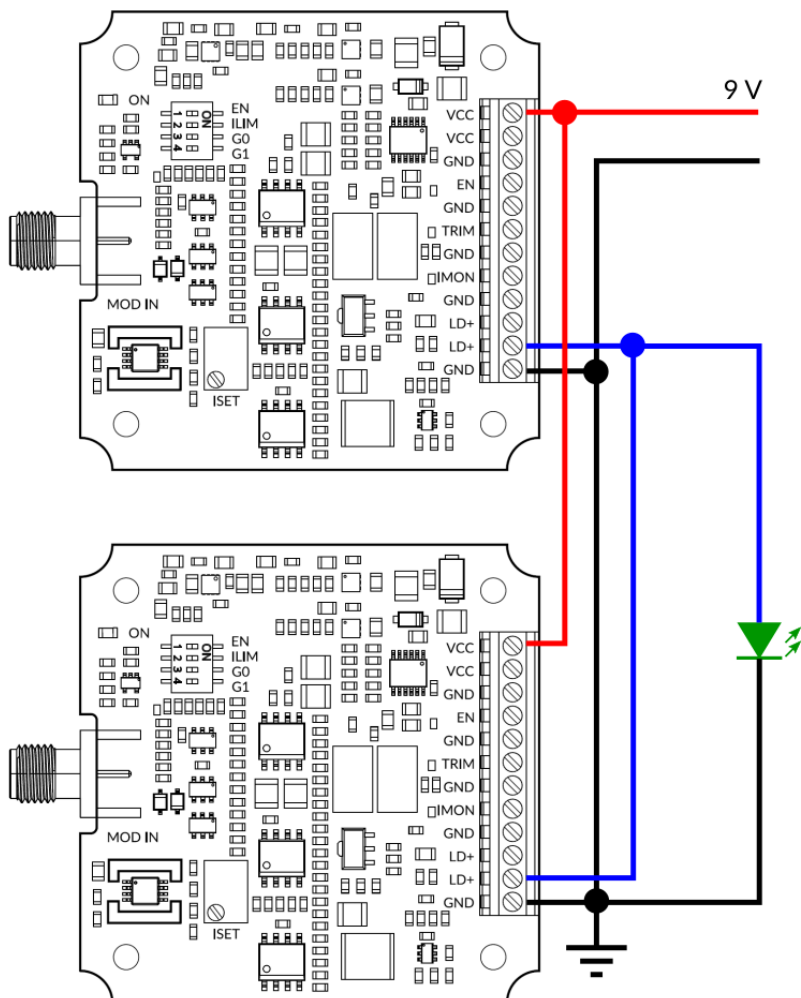 9 V
ON
1 2 3 4
ON
EN
ILIM
G0
G1
MOD IN
ISET
VCC
VCC
GND
EN
GND
TRIM
GND
IMON
GND
LD+
LD+
GND
ON
1 2 3 4
ON
EN
ILIM
G0
G1
MOD IN
ISET
VCC
VCC
GND
EN
GND
TRIM
GND
IMON
GND
LD+
LD+
GND